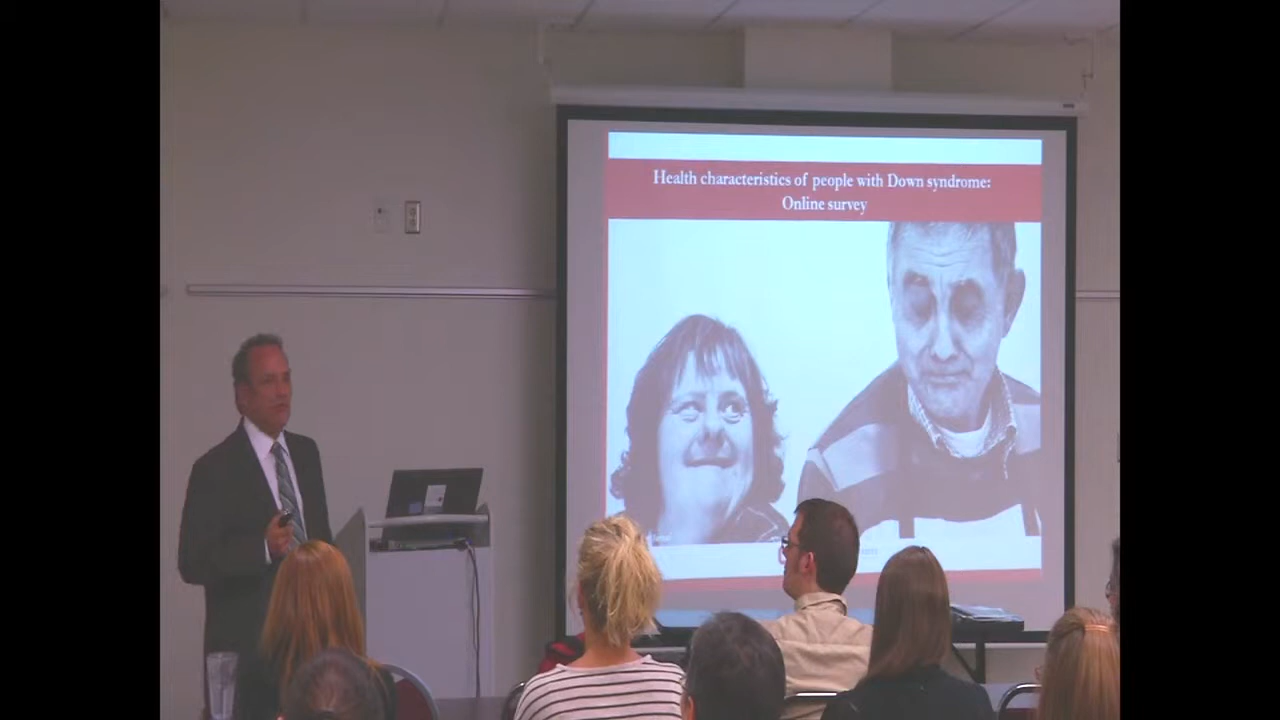 Health characteristics of people with Down syndrome:
Online survey